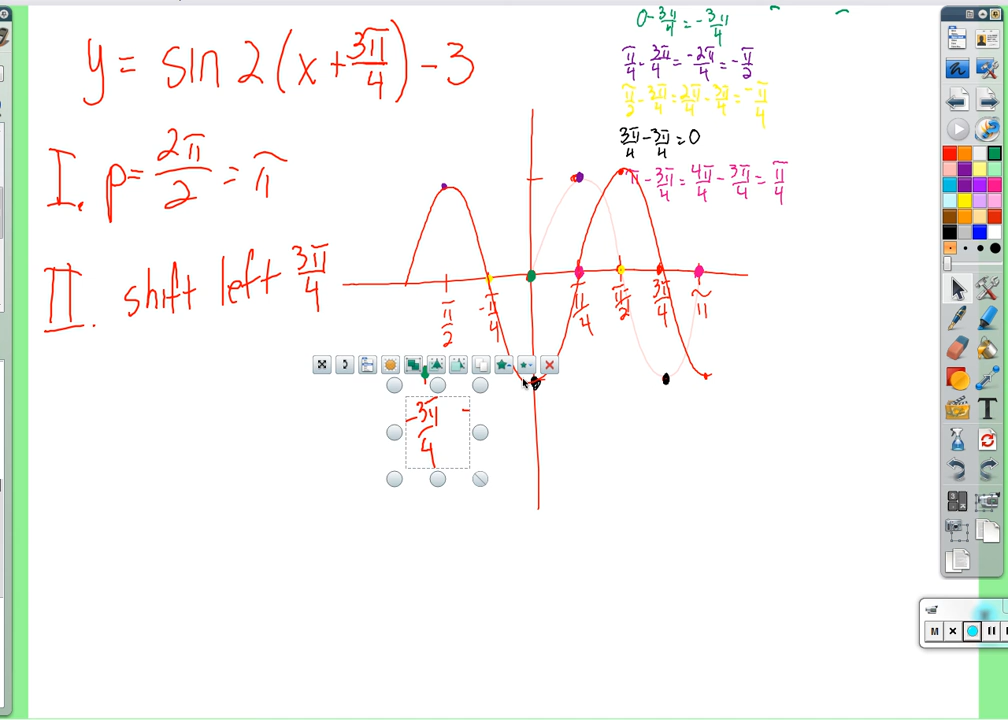 y = sin 2(x + 3π/4) - 3
I. p = 2π/2 = π
II. shift left 3π/4
0 - 3π/4 = -3π/4
π/4 - 3π/4 = -2π/4 = -π/2
π/2 - 3π/4 = 2π/4 - 3π/4 = -π/4
3π/4 - 3π/4 = 0
π - 3π/4 = 4π/4 - 3π/4 = π/4
π/2
-π/4
π/4
π/2
3π/4
π
-3π/4 -
T
M